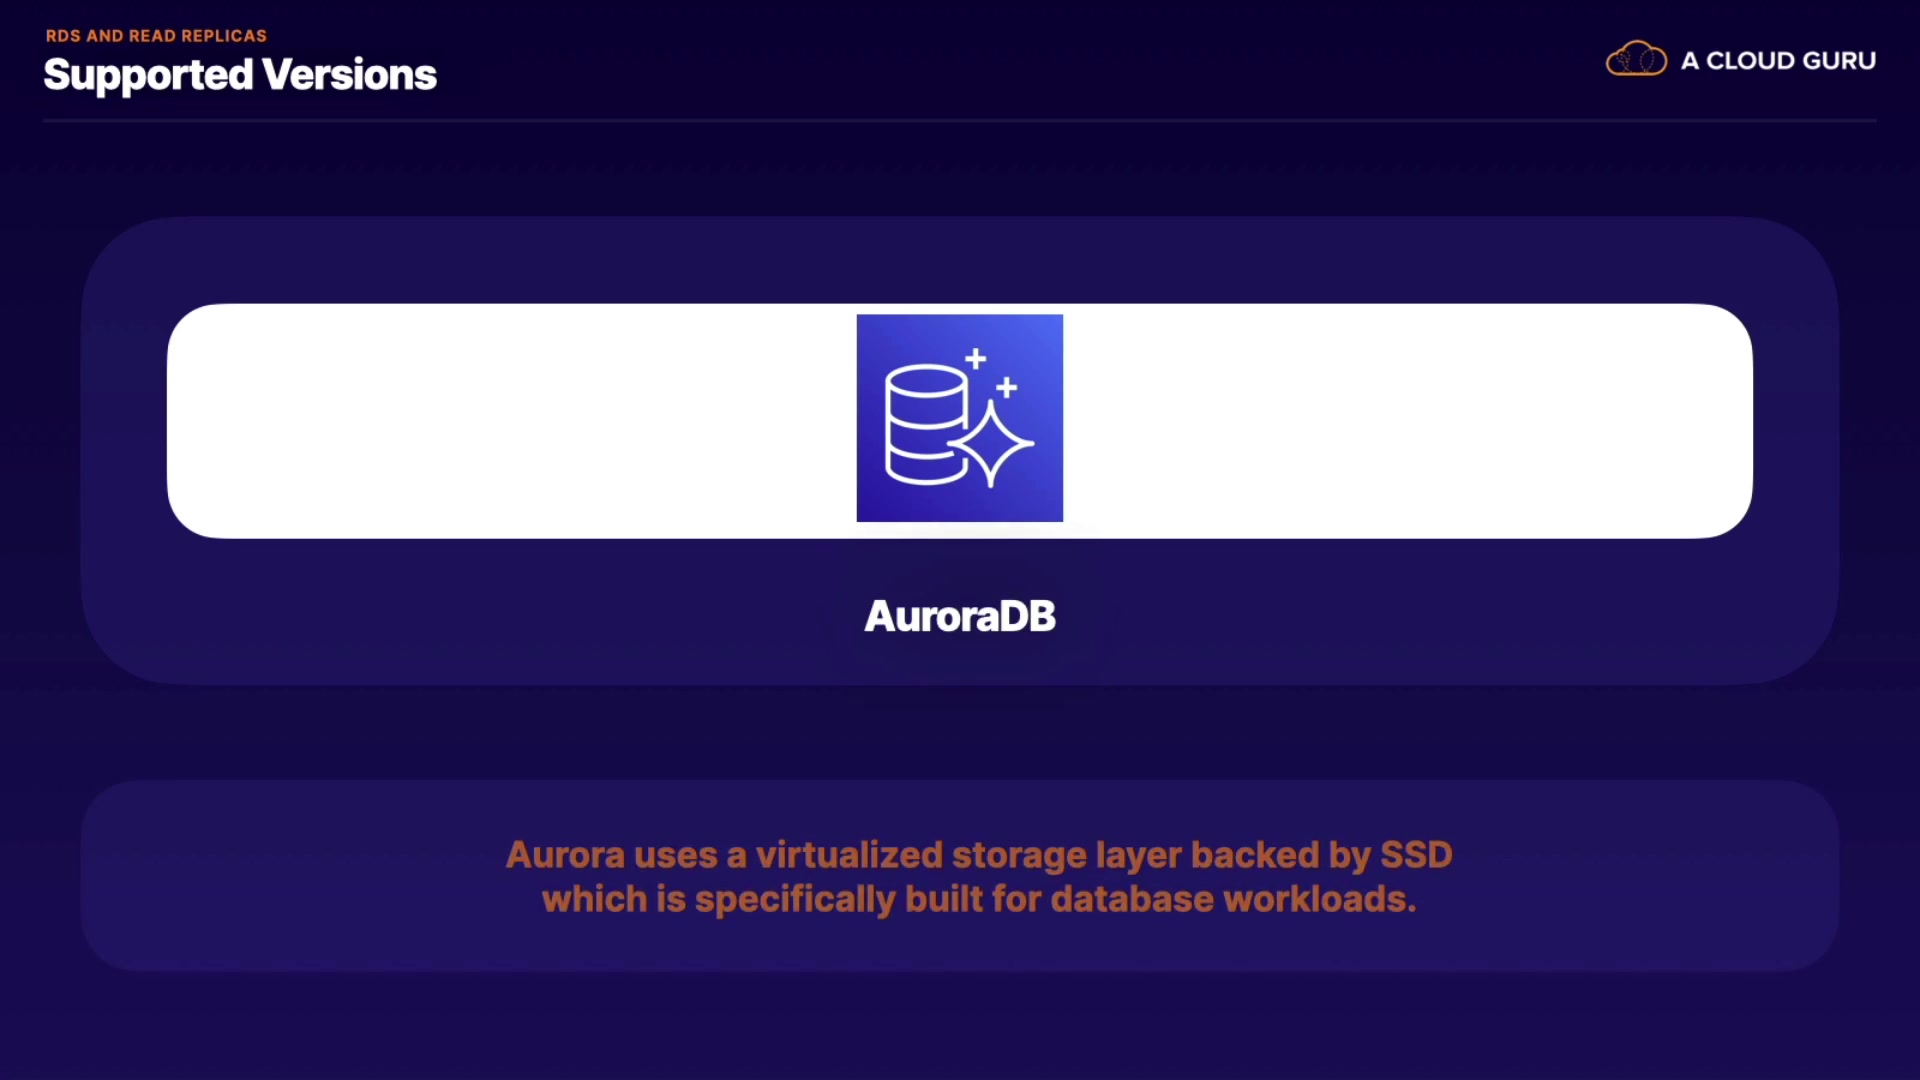 RDS AND READ REPLICAS
Supported Versions
A CLOUD GURU
AuroraDB
Aurora uses a virtualized storage layer backed by SSD
which is specifically built for database workloads.